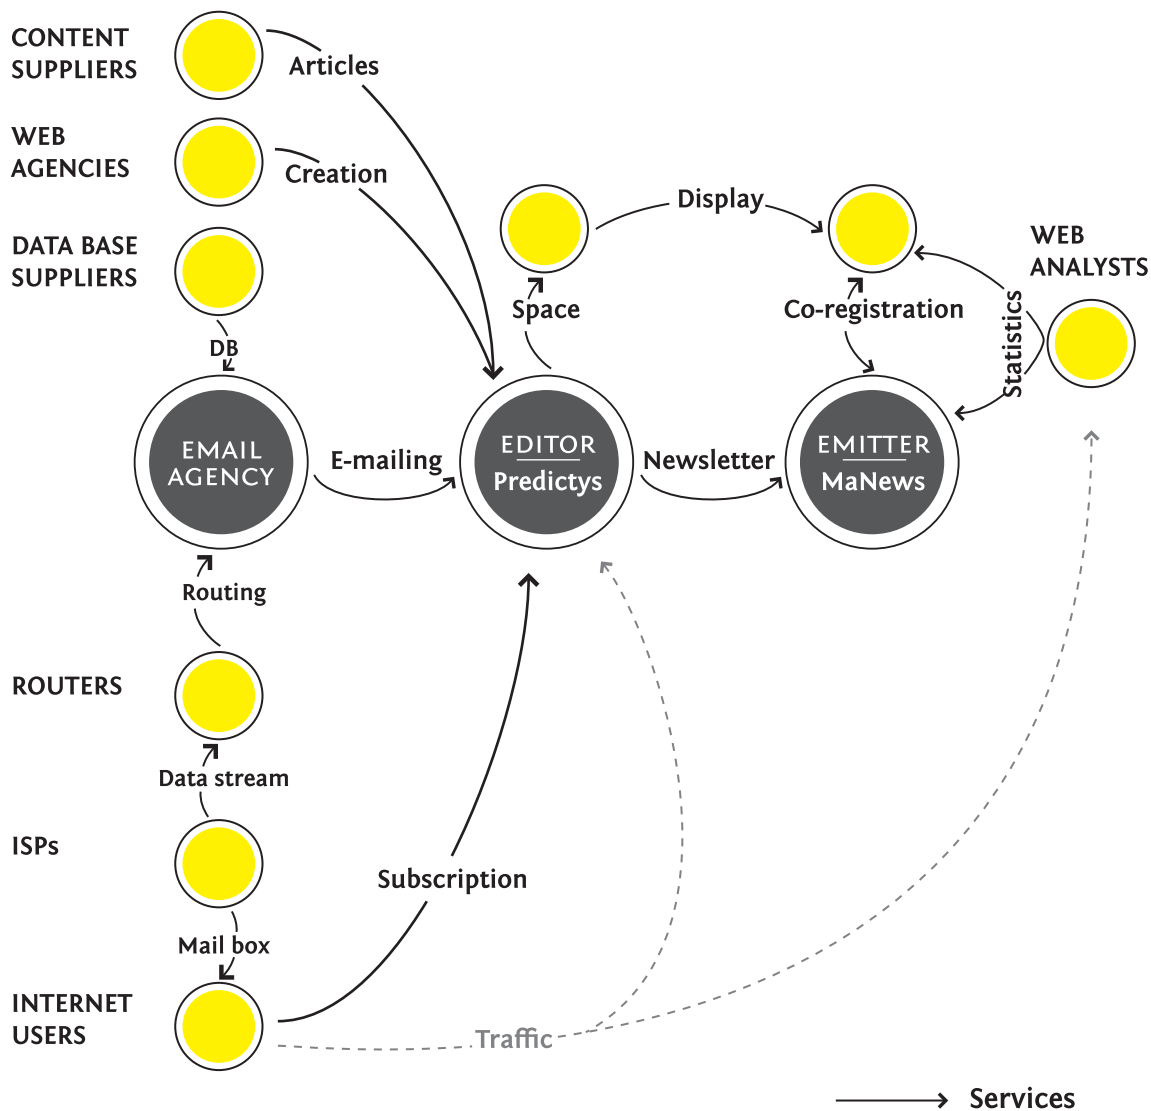 CONTENT
SUPPLIERS
Articles
WEB
AGENCIES
Creation
DATA BASE
SUPPLIERS
DB
Display
WEB
ANALYSTS
Space
Co-registration
Statistics
EMAIL
AGENCY
E-mailing
EDITOR
Predictys
Newsletter
EMITTER
MaNews
Routing
ROUTERS
Data stream
ISPs
Subscription
Mail box
INTERNET
USERS
Traffic
Services